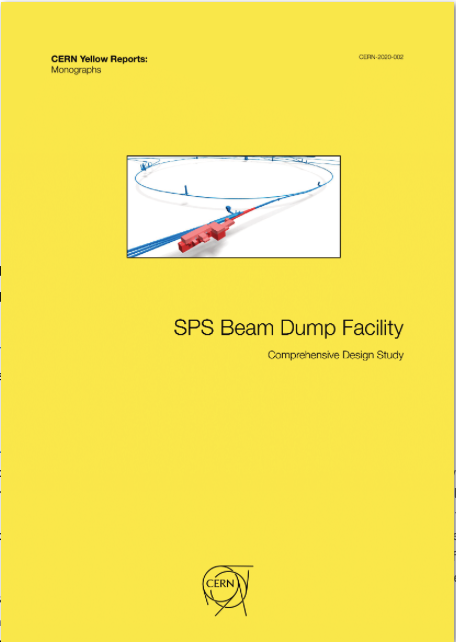 CERN Yellow Reports:
Monographs
CERN-2020-002
SPS Beam Dump Facility
Comprehensive Design Study
CERN